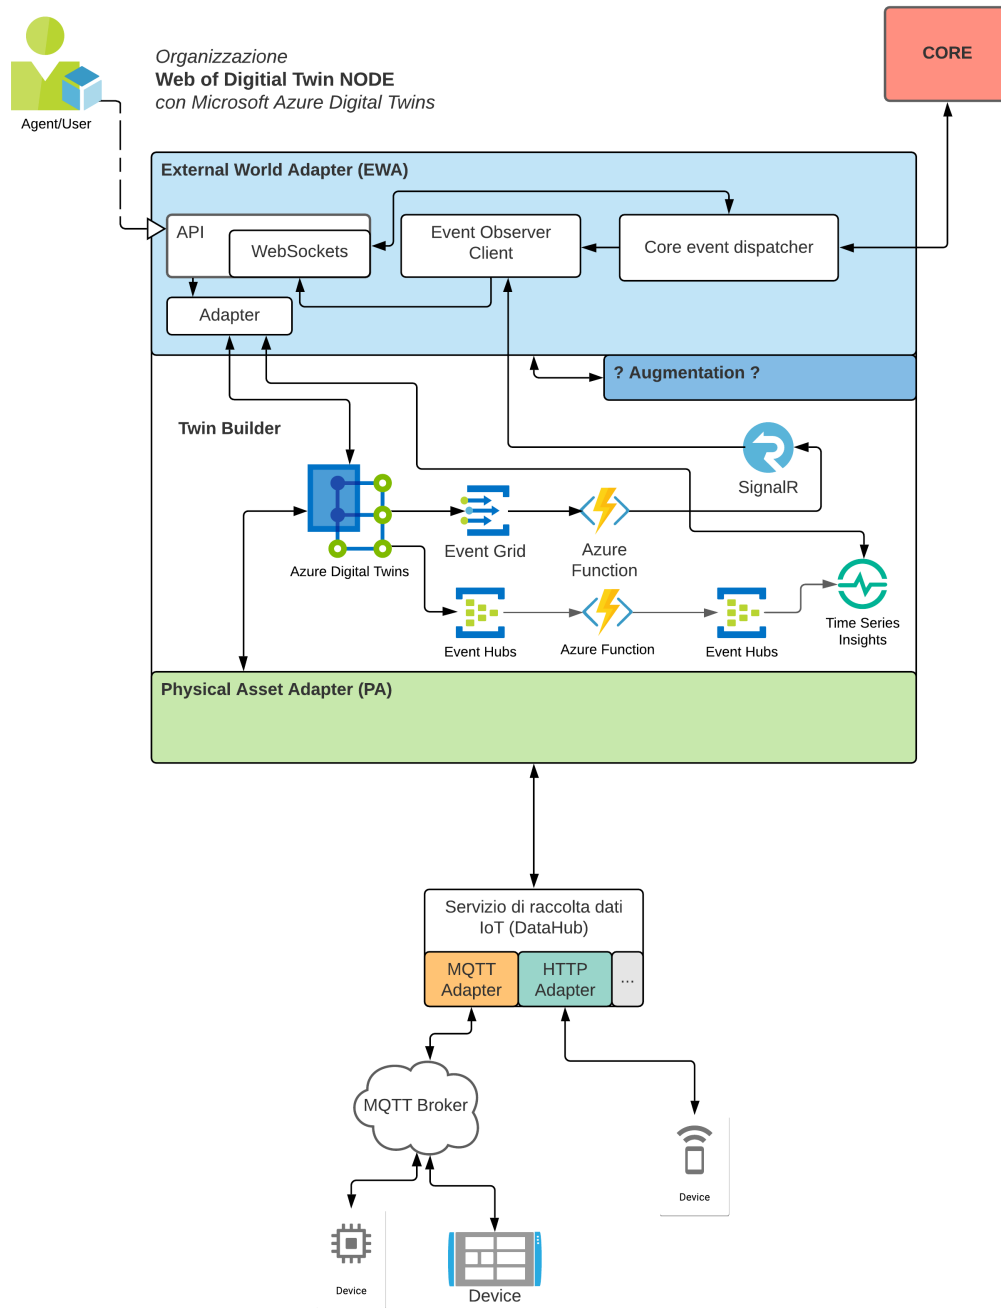 Organizzazione
Web of Digitial Twin NODE
con Microsoft Azure Digital Twins
CORE
Agent/User
External World Adapter (EWA)
API
WebSockets
Event Observer
Client
Core event dispatcher
Adapter
? Augmentation ?
Twin Builder
SignalR
Azure Digital Twins
Event Grid
Azure
Function
Event Hubs
Azure Function
Event Hubs
Time Series
Insights
Physical Asset Adapter (PA)
Servizio di raccolta dati
IoT (DataHub)
MQTT
Adapter
HTTP
Adapter
...
MQTT Broker
Device
Device
Device